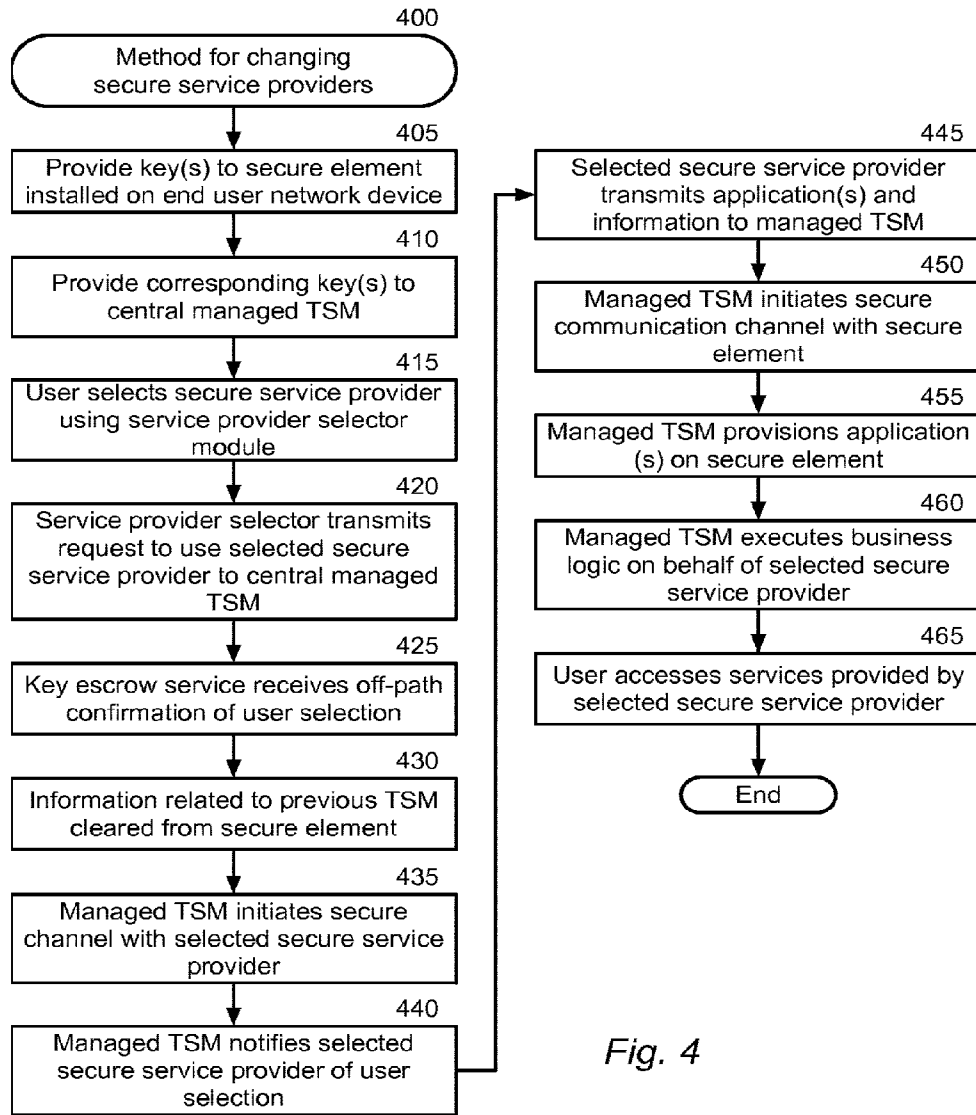 400
Method for changing
secure service providers
405
Provide key(s) to secure element
installed on end user network device
410
Provide corresponding key(s) to
central managed TSM
415
User selects secure service provider
using service provider selector
module
420
Service provider selector transmits
request to use selected secure
service provider to central managed
TSM
425
Key escrow service receives off-path
confirmation of user selection
430
Information related to previous TSM
cleared from secure element
435
Managed TSM initiates secure
channel with selected secure service
provider
440
Managed TSM notifies selected
secure service provider of user
selection
445
Selected secure service provider
transmits application(s) and
information to managed TSM
450
Managed TSM initiates secure
communication channel with secure
element
455
Managed TSM provisions application
(s) on secure element
460
Managed TSM executes business
logic on behalf of selected secure
service provider
465
User accesses services provided by
selected secure service provider
End
Fig. 4